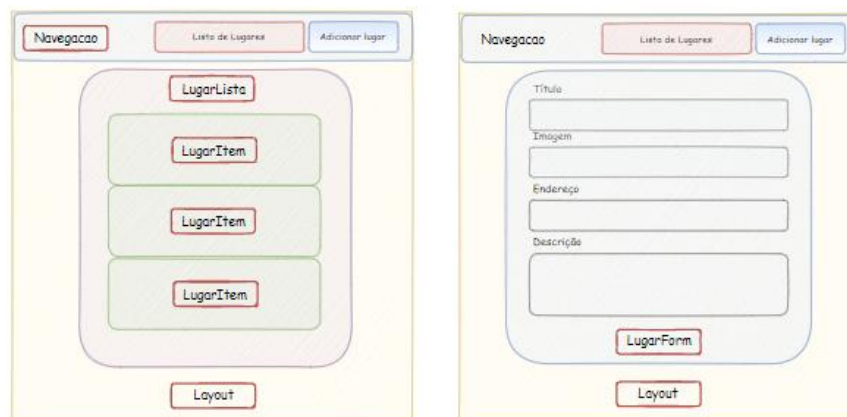 Navegacao
Lista de Lugares
Adicionar lugar
LugarLista
LugarItem
LugarItem
LugarItem
Layout
Navegacao
Lista de Lugares
Adicionar lugar
Título
Imagem
Endereço
Descrição
LugarForm
Layout